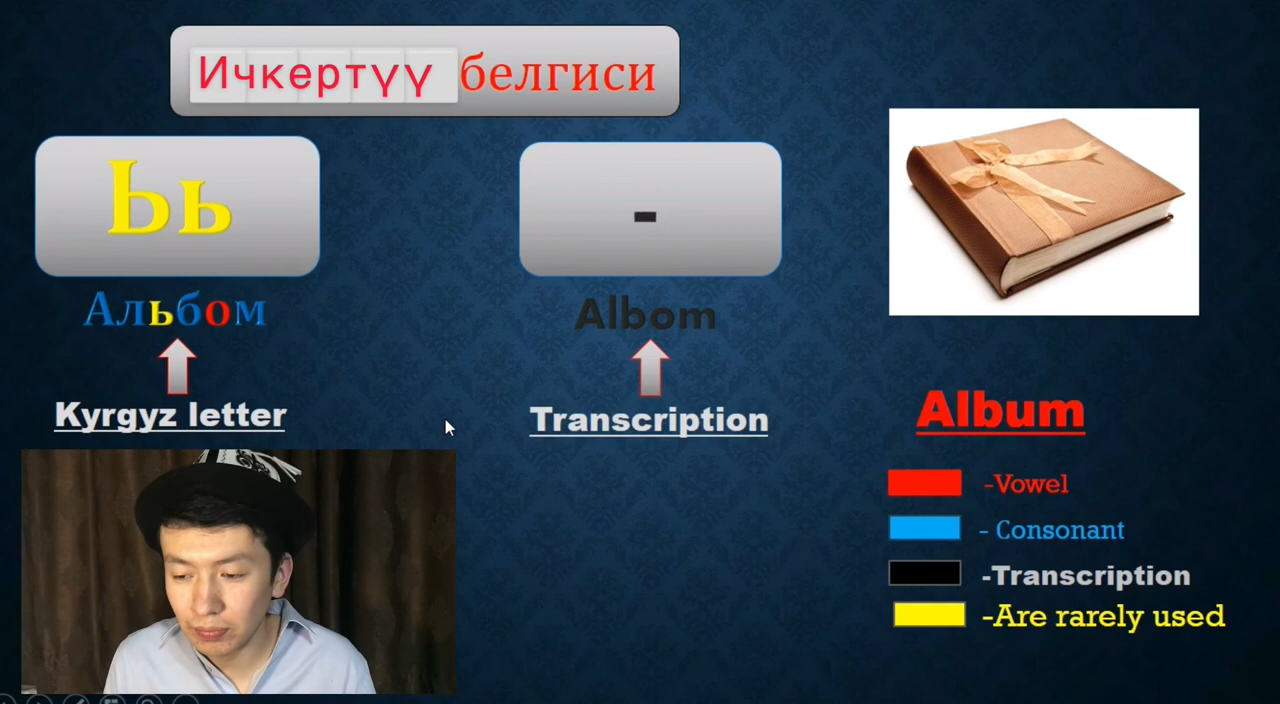 Ичкертүү белгиси
Ьь
-
Альбом
Albom
Kyrgyz letter
Transcription
Album
-Vowel
- Consonant
-Transcription
-Are rarely used